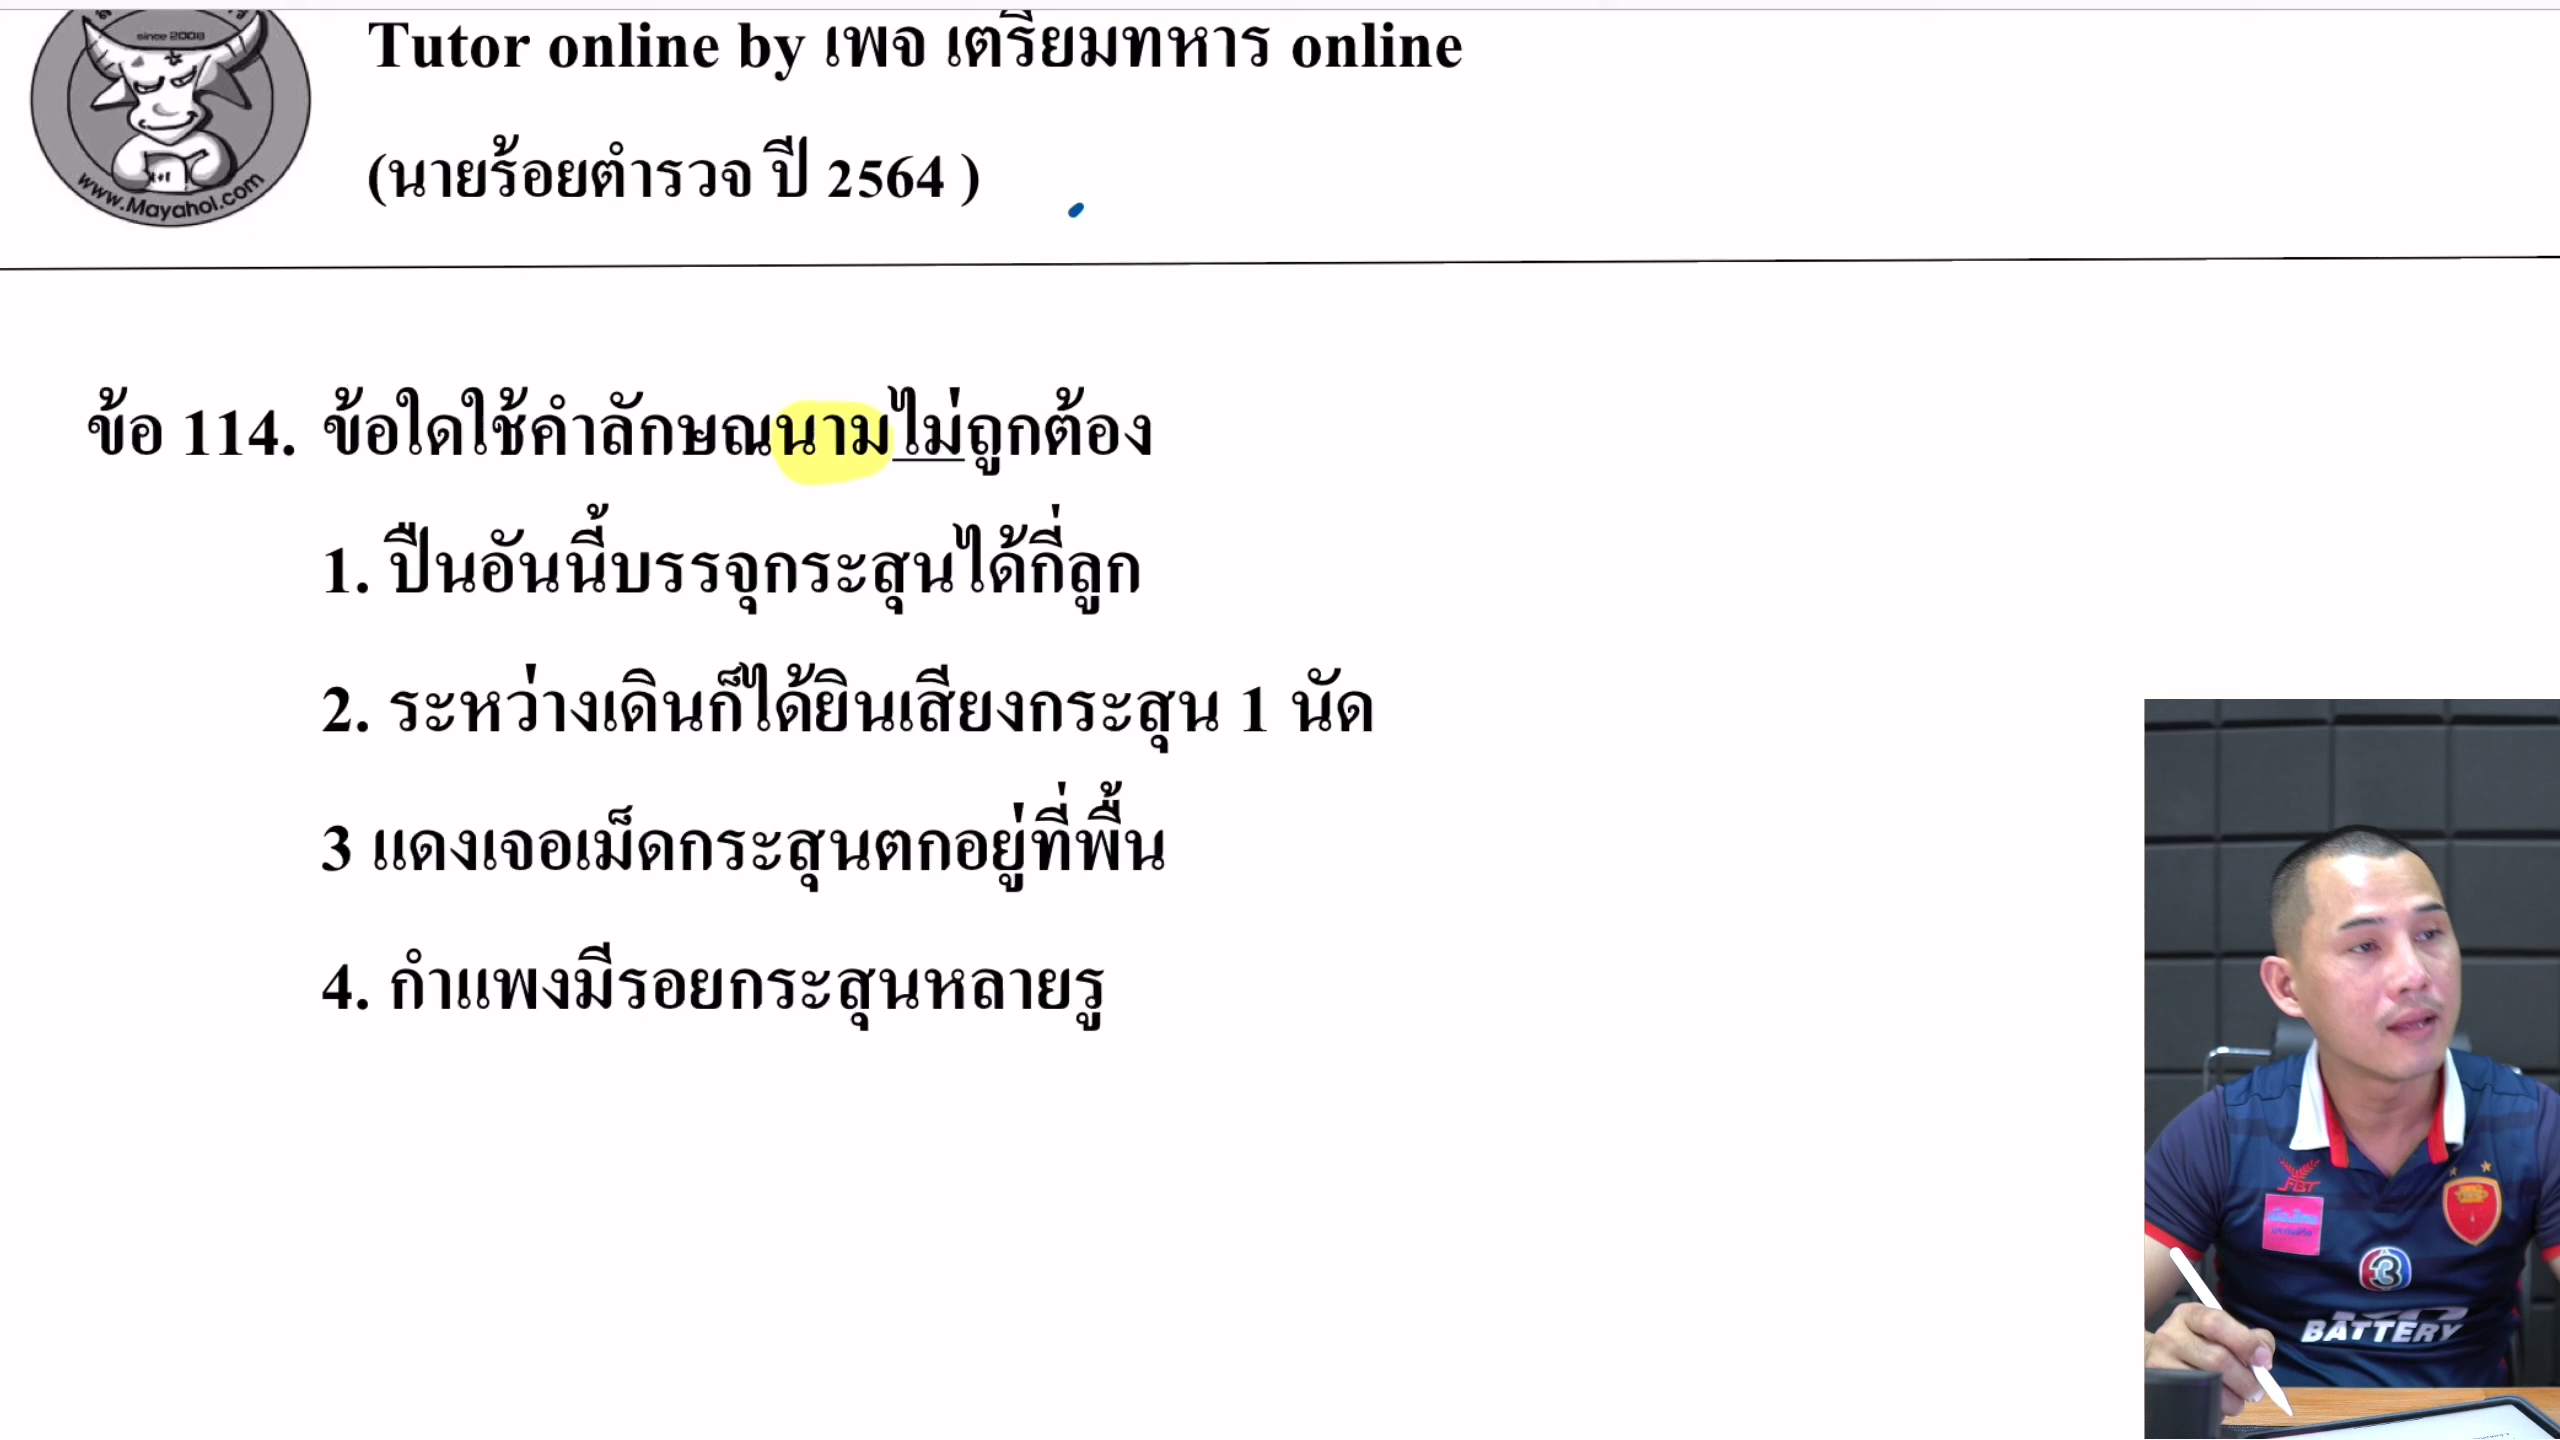 since 2008
www.Mayahol.com
Tutor online by เพจ เตรียมทหาร online
(นายร้อยตำรวจ ปี 2564 )
ข้อ 114. ข้อใดใช้คำลักษณนามไม่ถูกต้อง
1. ปืนอันนี้บรรจุกระสุนได้กี่ลูก
2. ระหว่างเดินก็ได้ยินเสียงกระสุน 1 นัด
3 แดงเจอเม็ดกระสุนตกอยู่ที่พื้น
4. กำแพงมีรอยกระสุนหลายรู
FBT
3
BATTERY